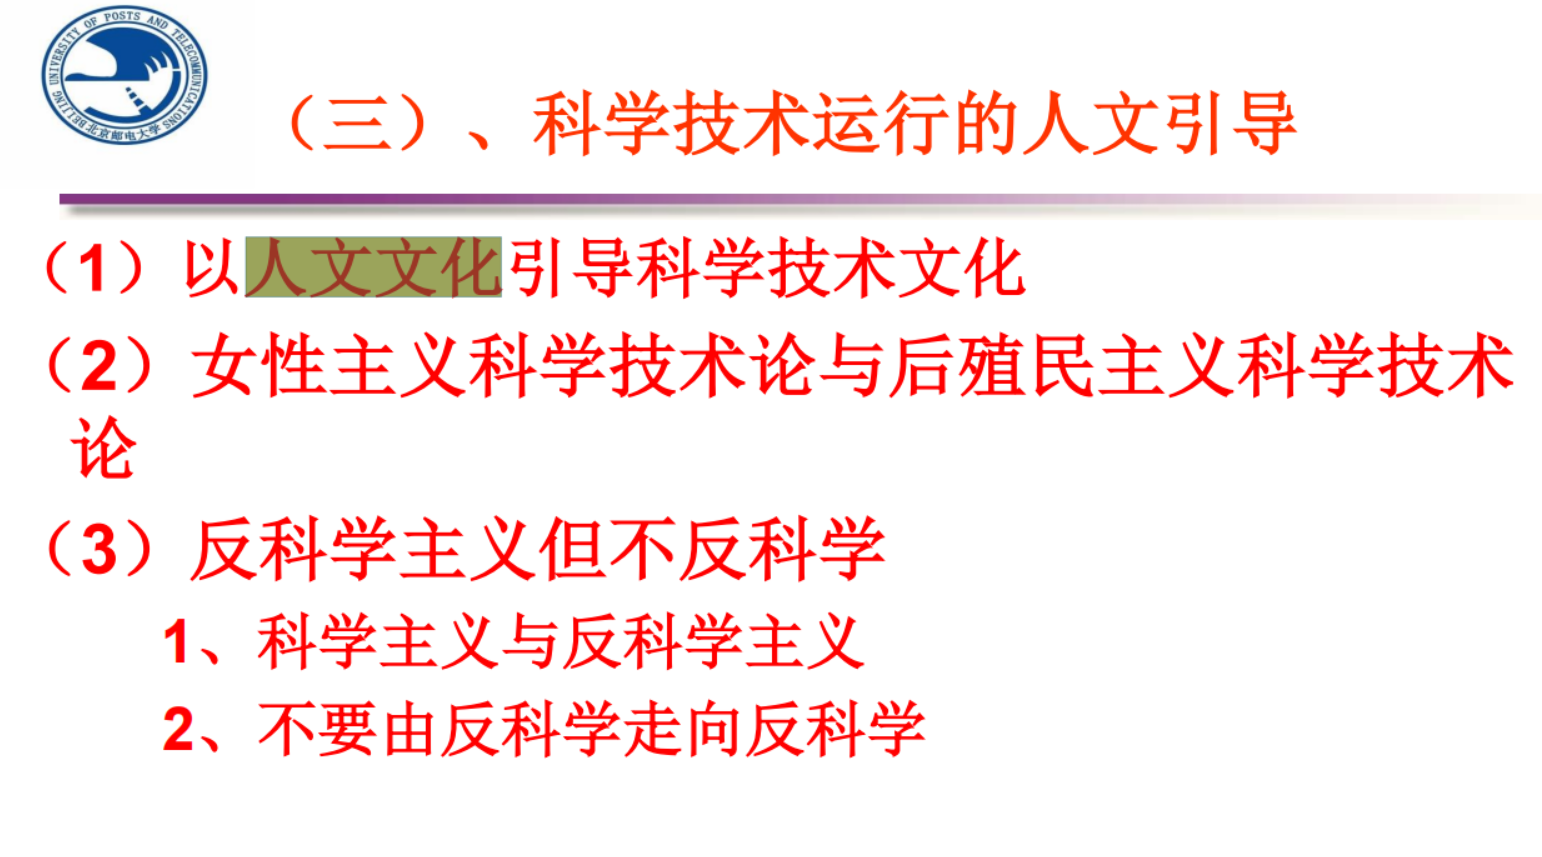 BEIJING UNIVERSITY OF POSTS AND TELECOMMUNICATIONS
北京邮电大学
（三）、科学技术运行的人文引导
（1）以人文文化引导科学技术文化
（2）女性主义科学技术论与后殖民主义科学技术
论
（3）反科学主义但不反科学
1、科学主义与反科学主义
2、不要由反科学走向反科学